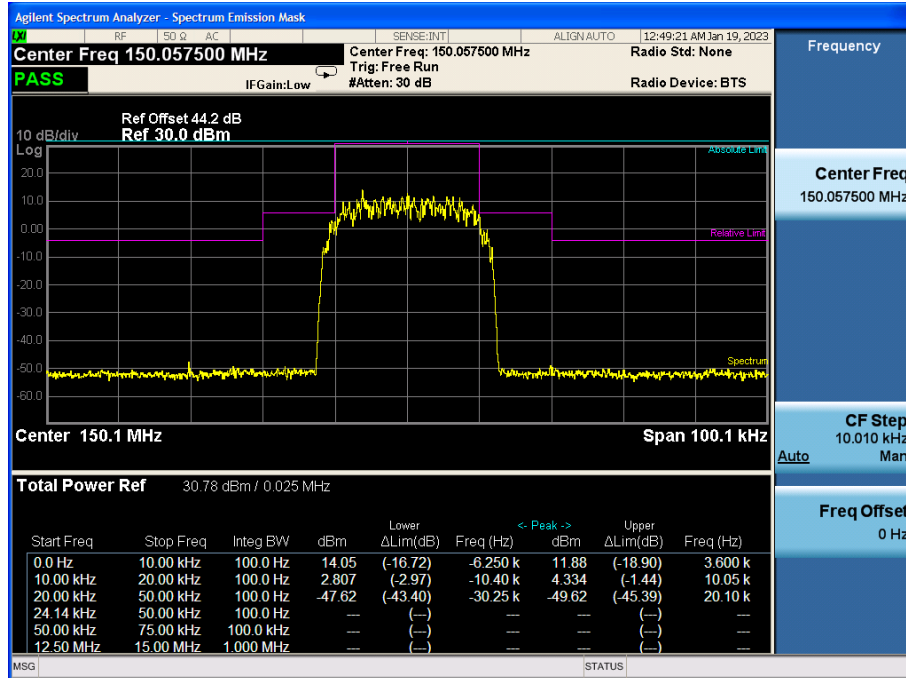 Agilent Spectrum Analyzer - Spectrum Emission Mask
LXI RF 50 Ω AC SENSE:INT ALIGN AUTO 12:49:21 AM Jan 19, 2023
Center Freq 150.057500 MHz
PASS
IFGain:Low
Center Freq: 150.057500 MHz
Trig: Free Run
#Atten: 30 dB
Radio Std: None
Radio Device: BTS
Ref Offset 44.2 dB
10 dB/div Ref 30.0 dBm
Log
Absolute Limit
20.0
10.0
0.00
Relative Limit
-10.0
-20.0
-30.0
-40.0
-50.0
Spectrum
-60.0
Center 150.1 MHz Span 100.1 kHz
Total Power Ref 30.78 dBm / 0.025 MHz
Lower <- Peak -> Upper
Start Freq Stop Freq Integ BW dBm ΔLim(dB) Freq (Hz) dBm ΔLim(dB) Freq (Hz)
0.0 Hz 10.00 kHz 100.0 Hz 14.05 (-16.72) -6.250 k 11.88 (-18.90) 3.600 k
10.00 kHz 20.00 kHz 100.0 Hz 2.807 (-2.97) -10.40 k 4.334 (-1.44) 10.05 k
20.00 kHz 50.00 kHz 100.0 Hz -47.62 (-43.40) -30.25 k -49.62 (-45.39) 20.10 k
24.14 kHz 50.00 kHz 100.0 Hz --- (---) --- --- (---) ---
50.00 kHz 75.00 kHz 100.0 kHz --- (---) --- --- (---) ---
12.50 MHz 15.00 MHz 1.000 MHz --- (---) --- --- (---) ---
MSG STATUS
Frequency
Center Freq
150.057500 MHz
CF Step
10.010 kHz
Auto Man
Freq Offset
0 Hz